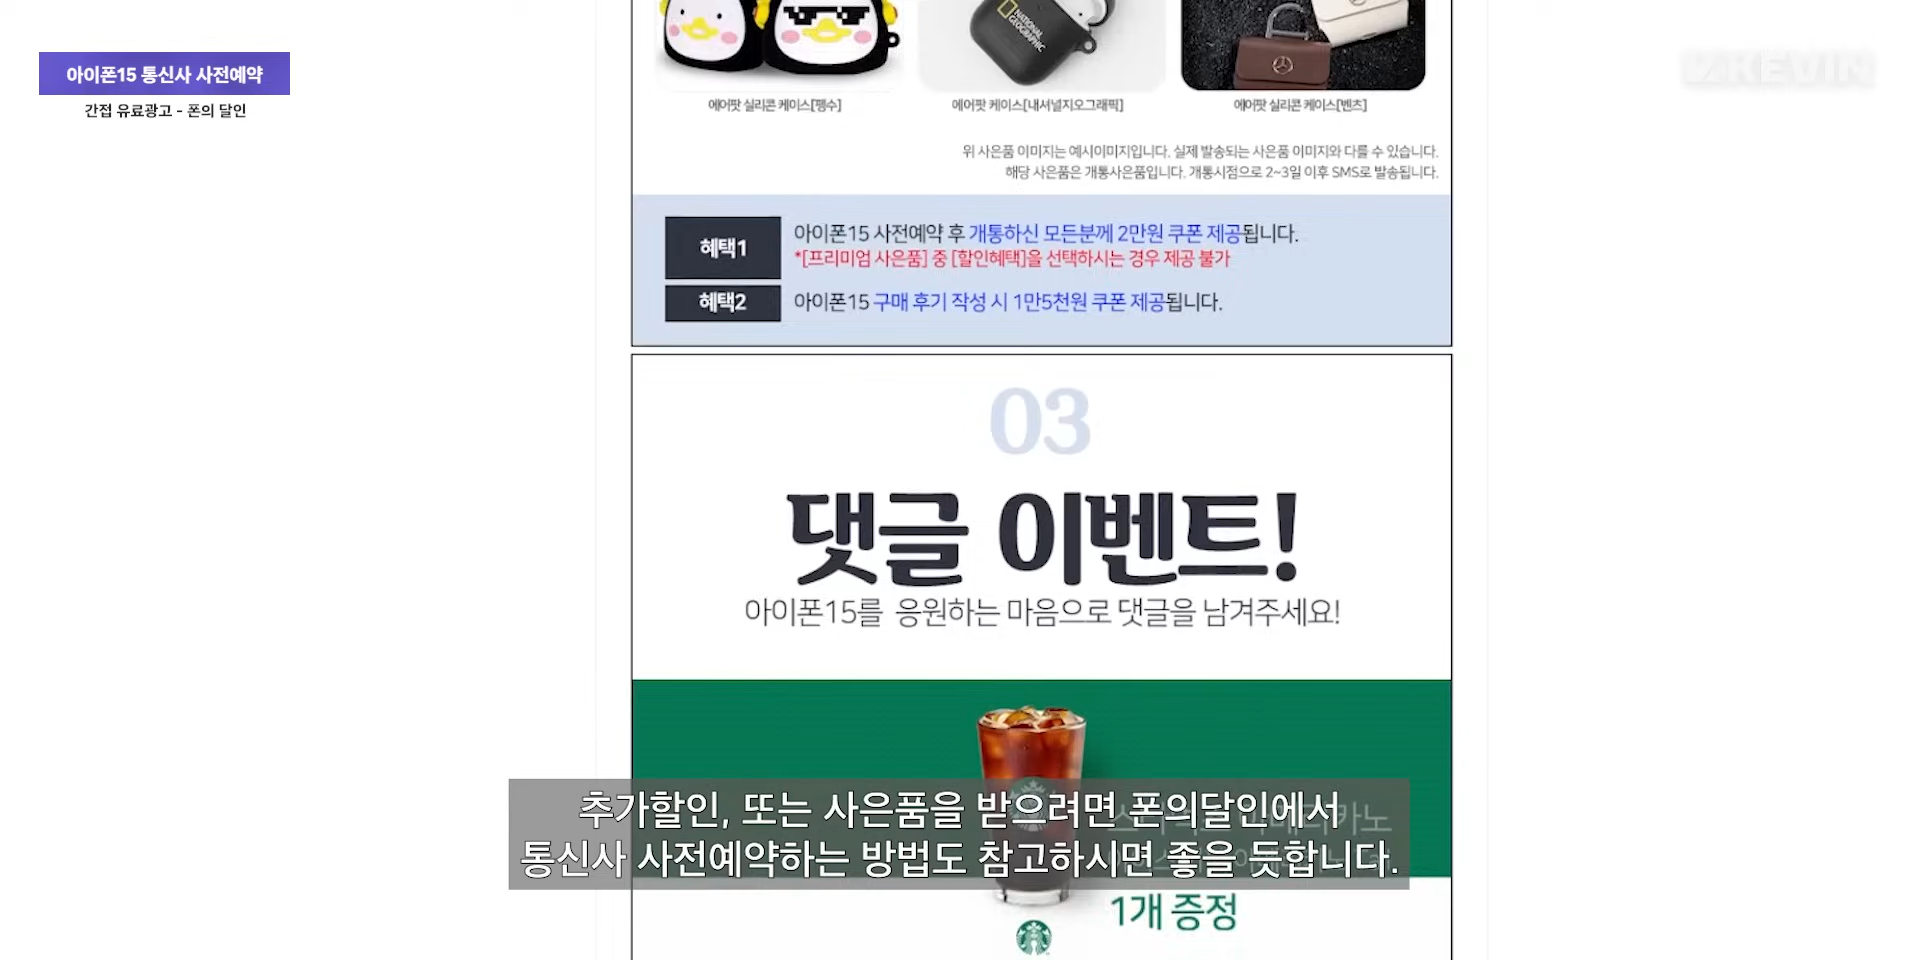 아이폰15 통신사 사전예약
간접 유료광고 - 폰의 달인
KEVIN
NATIONAL
GEOGRAPHIC
에어팟 실리콘 케이스[펭수]
에어팟 케이스[내셔널지오그래픽]
에어팟 실리콘 케이스[벤츠]
위 사은품 이미지는 예시이미지입니다. 실제 발송되는 사은품 이미지와 다를 수 있습니다.
해당 사은품은 개통사은품입니다. 개통시점으로 2~3일 이후 SMS로 발송됩니다.
혜택1
아이폰15 사전예약 후 개통하신 모든분께 2만원 쿠폰 제공됩니다.
*[프리미엄 사은품] 중 [할인혜택]을 선택하시는 경우 제공 불가
혜택2
아이폰15 구매 후기 작성 시 1만5천원 쿠폰 제공됩니다.
03
댓글 이벤트!
아이폰15를 응원하는 마음으로 댓글을 남겨주세요!
추가할인, 또는 사은품을 받으려면 폰의달인에서
통신사 사전예약하는 방법도 참고하시면 좋을 듯합니다.
1개 증정